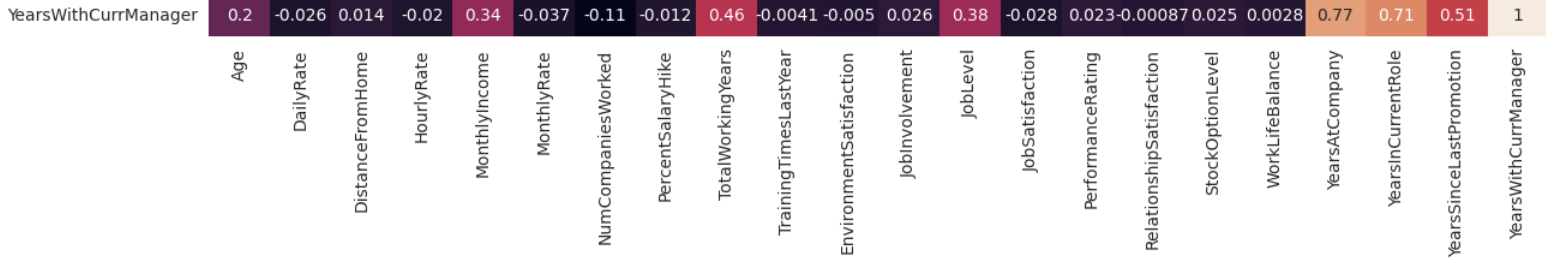 YearsWithCurrManager 0.2 -0.026 0.014 -0.02 0.34 -0.037 -0.11 -0.012 0.46 -0.0041 -0.005 0.026 0.38 -0.028 0.023 -0.00087 0.025 0.0028 0.77 0.71 0.51 1
Age
DailyRate
DistanceFromHome
HourlyRate
MonthlyIncome
MonthlyRate
NumCompaniesWorked
PercentSalaryHike
TotalWorkingYears
TrainingTimesLastYear
EnvironmentSatisfaction
JobInvolvement
JobLevel
JobSatisfaction
PerformanceRating
RelationshipSatisfaction
StockOptionLevel
WorkLifeBalance
YearsAtCompany
YearsInCurrentRole
YearsSinceLastPromotion
YearsWithCurrManager